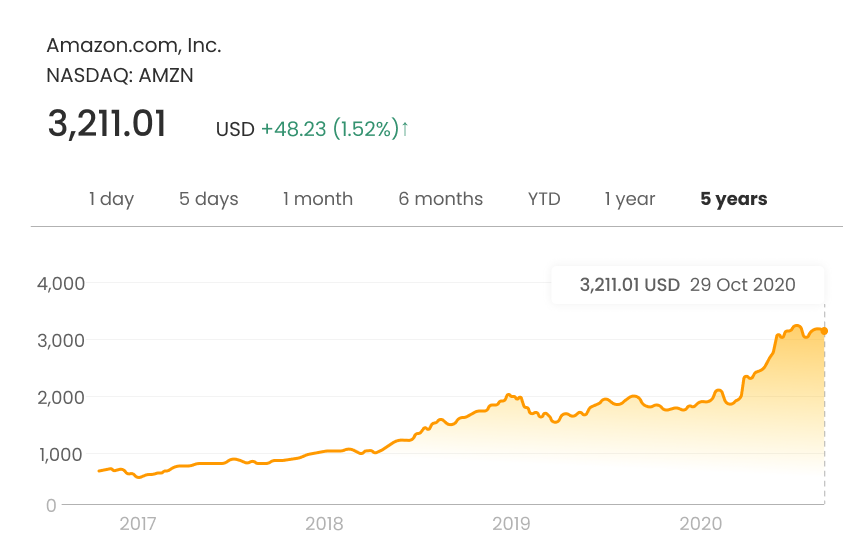 Amazon.com, Inc.
NASDAQ: AMZN
3,211.01 USD +48.23 (1.52%)↑
1 day 5 days 1 month 6 months YTD 1 year 5 years
4,000
3,211.01 USD 29 Oct 2020
3,000
2,000
1,000
0
2017 2018 2019 2020